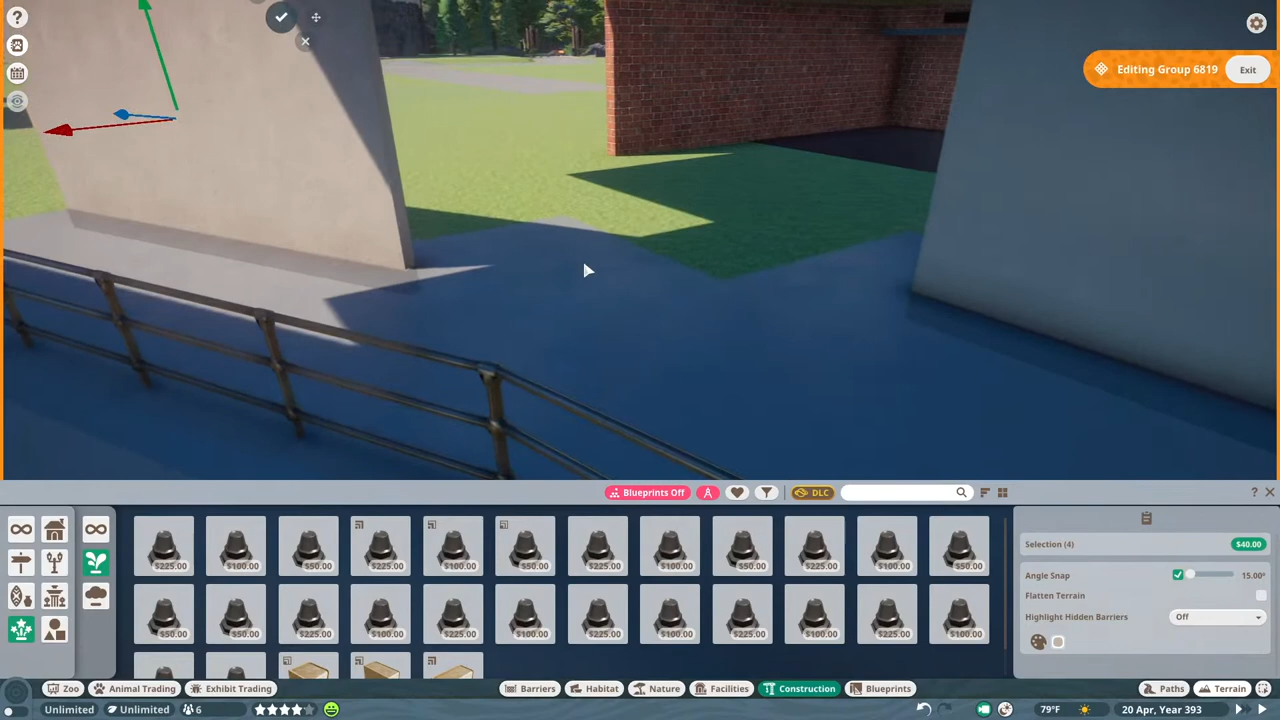 ?
Editing Group 6819
Exit
Blueprints Off
DLC
?
$225.00 $100.00 $50.00 $225.00 $100.00 $50.00 $225.00 $100.00 $50.00 $225.00 $100.00 $50.00
$50.00 $50.00 $225.00 $100.00 $225.00 $100.00 $225.00 $100.00 $225.00 $100.00 $225.00 $100.00
Selection (4) $40.00
Angle Snap 15.00°
Flatten Terrain
Highlight Hidden Barriers Off
Zoo Animal Trading Exhibit Trading Barriers Habitat Nature Facilities Construction Blueprints Paths Terrain
Unlimited Unlimited 6 79°F 20 Apr, Year 393